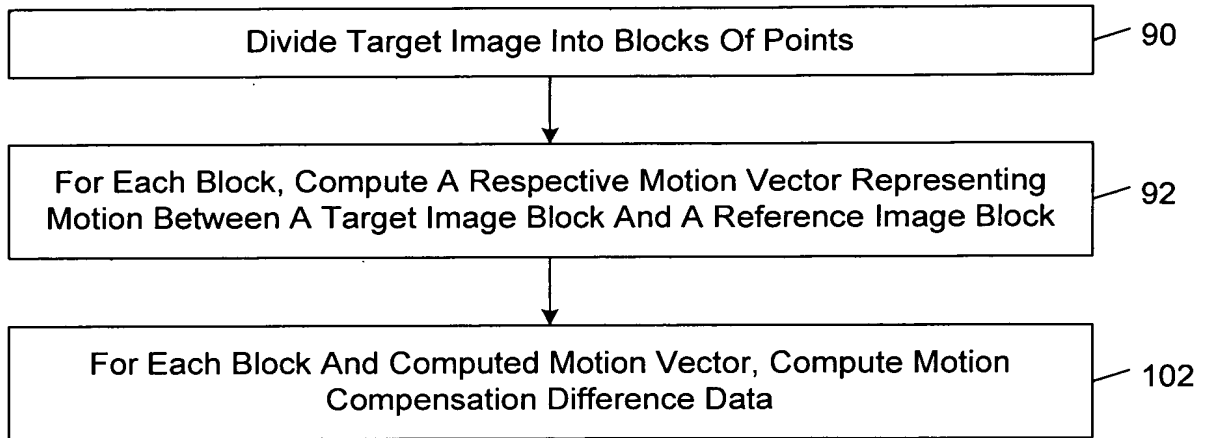 Divide Target Image Into Blocks Of Points
90
For Each Block, Compute A Respective Motion Vector Representing
Motion Between A Target Image Block And A Reference Image Block
92
For Each Block And Computed Motion Vector, Compute Motion
Compensation Difference Data
102